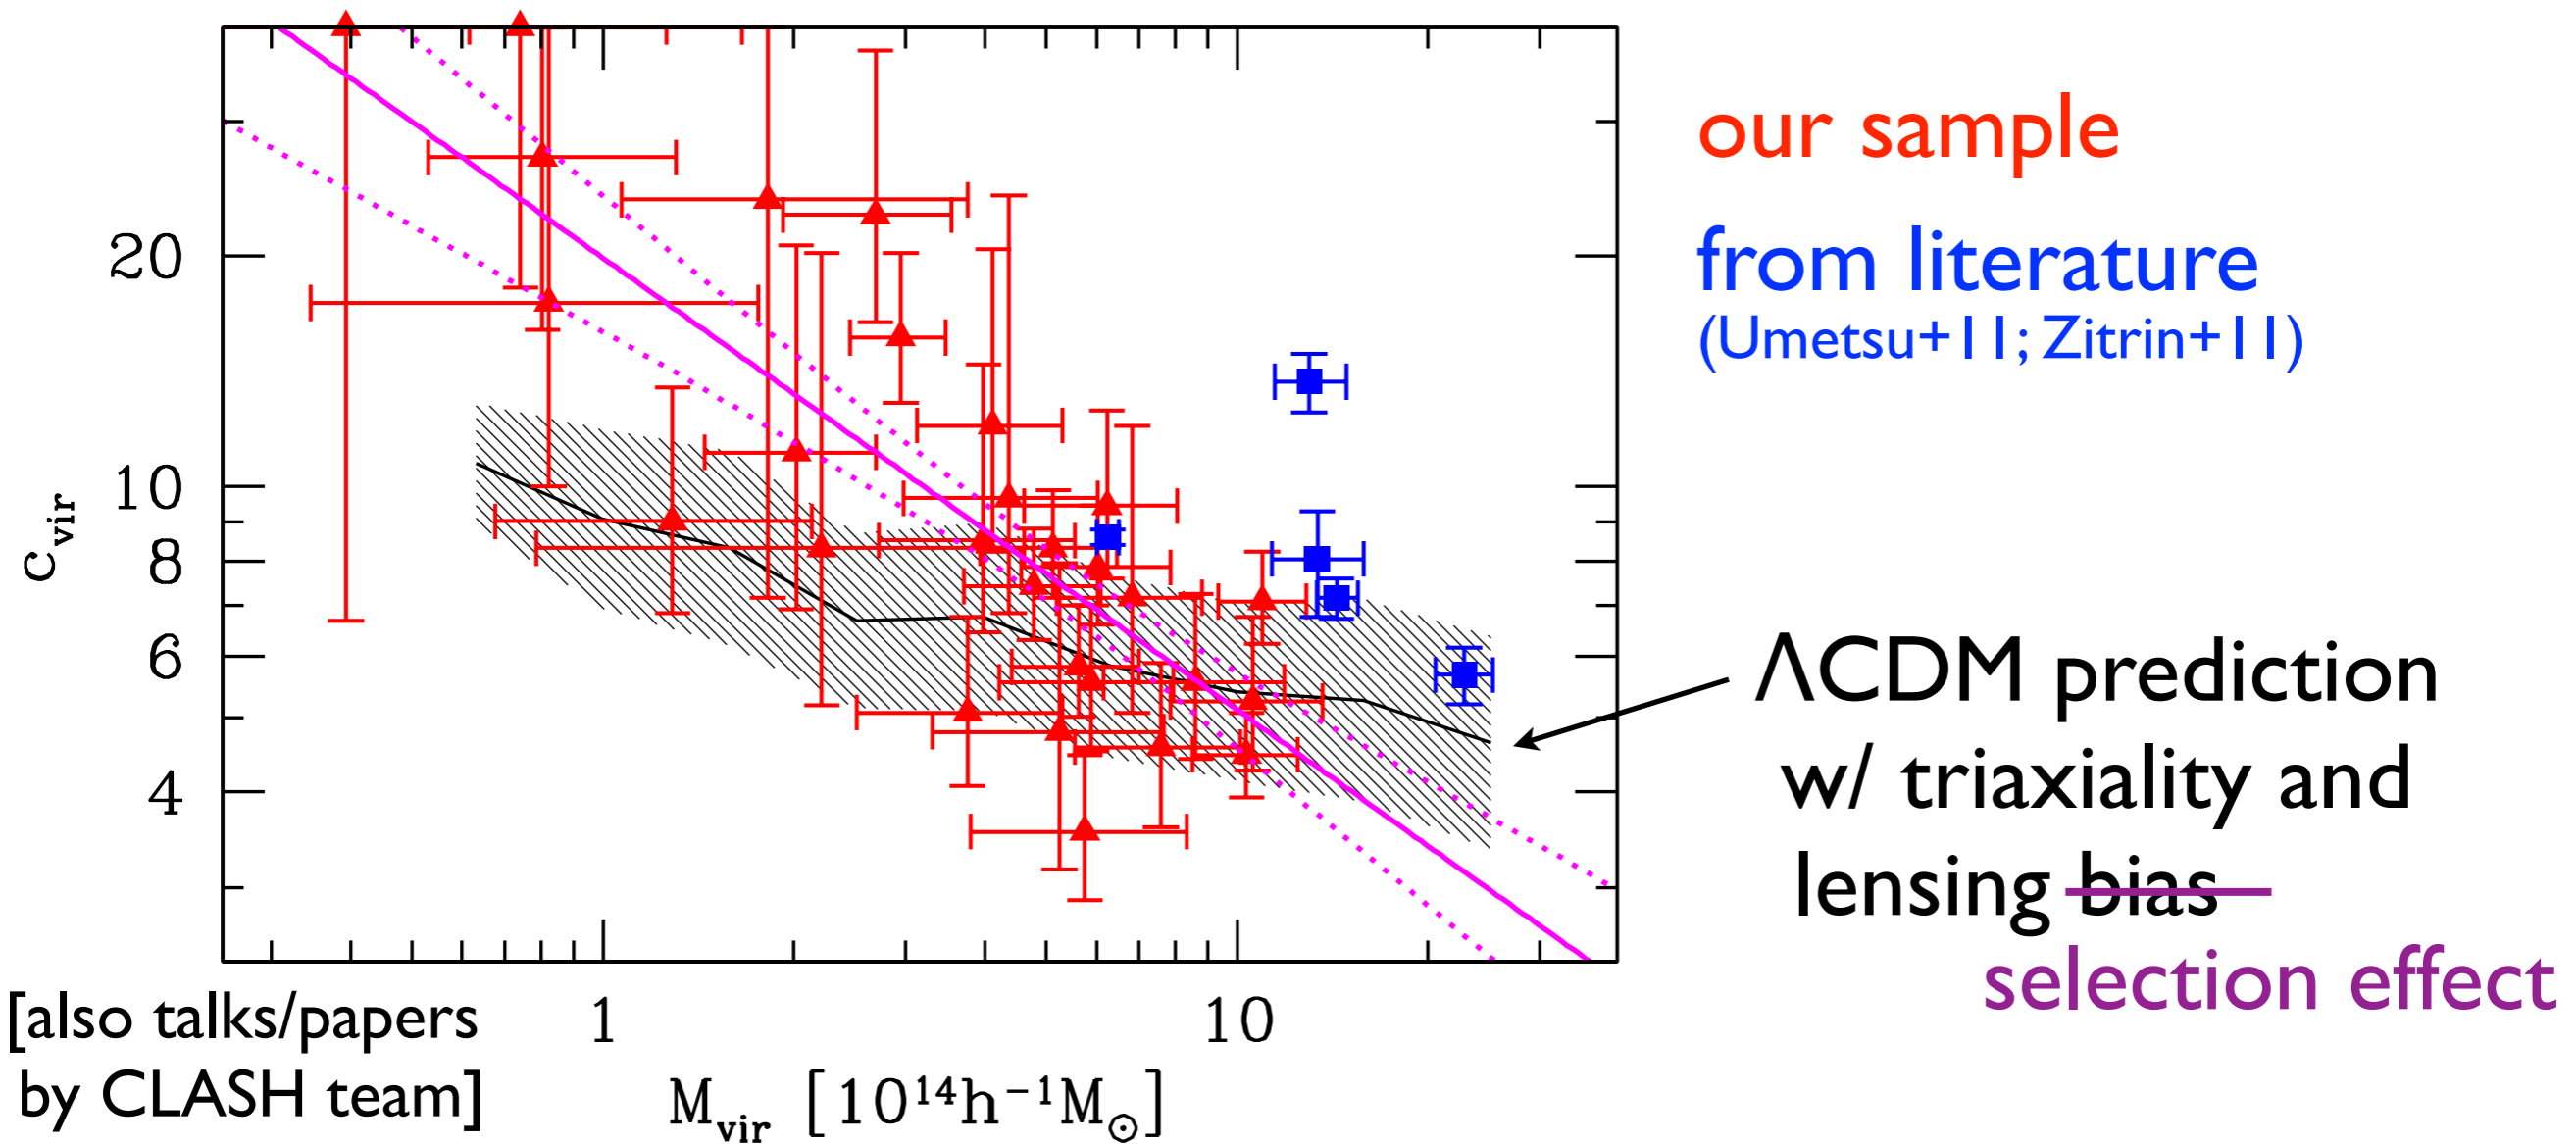 20
10
8
6
4
c_vir
1
10
M_vir [10^14 h^−1 M_⊙]
our sample
from literature
(Umetsu+11; Zitrin+11)
ΛCDM prediction
w/ triaxiality and
lensing bias
selection effect
[also talks/papers
by CLASH team]